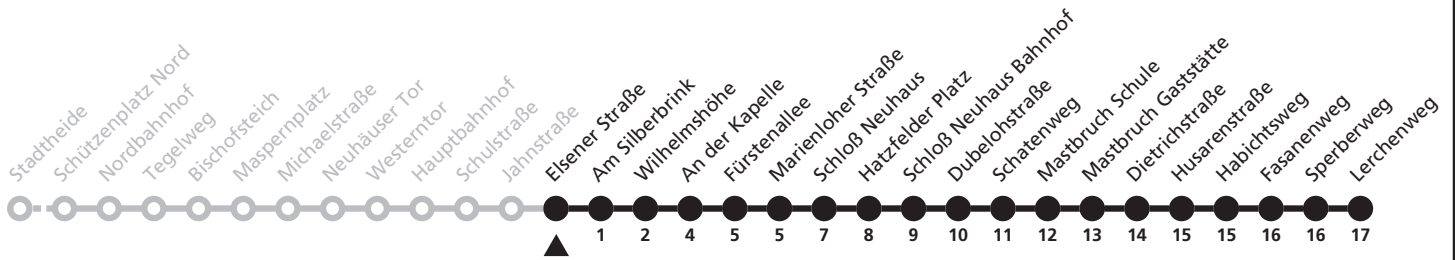 Stadtheide
Schützenplatz Nord
Nordbahnhof
Tegelweg
Bischofsteich
Maspernplatz
Michaelstraße
Neuhäuser Tor
Westerntor
Hauptbahnhof
Schulstraße
Jahnstraße
Elsener Straße
Am Silberbrink
Wilhelmshöhe
An der Kapelle
Fürstenallee
Marienloher Straße
Schloß Neuhaus
Hatzfelder Platz
Schloß Neuhaus Bahnhof
Dubelohstraße
Schatenweg
Mastbruch Schule
Mastbruch Gaststätte
Dietrichstraße
Husarenstraße
Habichtsweg
Fasanenweg
Sperberweg
Lerchenweg
1 2 4 5 5 7 8 9 10 11 12 13 14 15 15 16 16 17